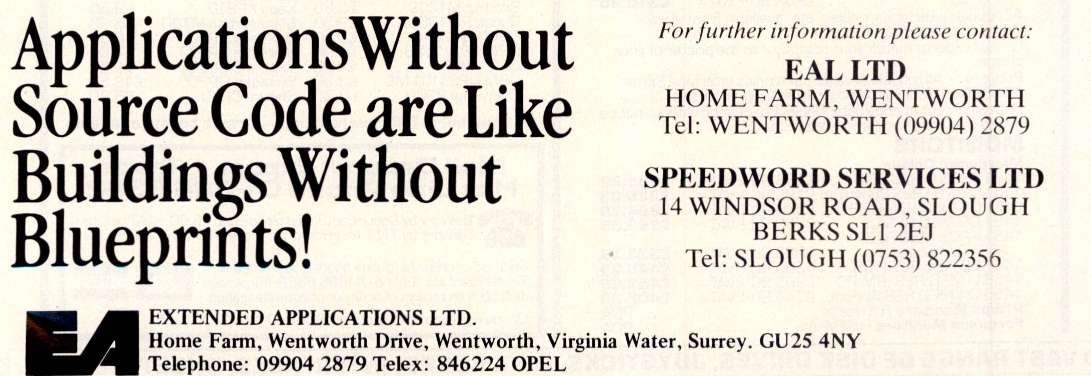 Applications Without
Source Code are Like
Buildings Without
Blueprints!
For further information please contact:
EAL LTD
HOME FARM, WENTWORTH
Tel: WENTWORTH (09904) 2879
SPEEDWORD SERVICES LTD
14 WINDSOR ROAD, SLOUGH
BERKS SL1 2EJ
Tel: SLOUGH (0753) 822356
EA
EXTENDED APPLICATIONS LTD.
Home Farm, Wentworth Drive, Wentworth, Virginia Water, Surrey. GU25 4NY
Telephone: 09904 2879 Telex: 846224 OPEL